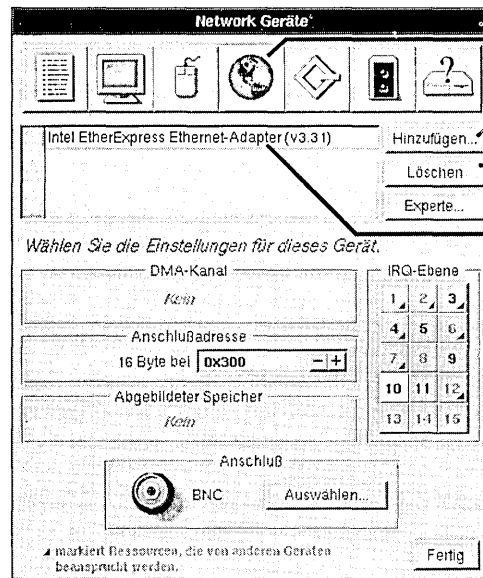 Network Geräte
Intel EtherExpress Ethernet-Adapter (v3.31)
Hinzufügen...
Löschen
Experte...
Wählen Sie die Einstellungen für dieses Gerät.
DMA-Kanal
Kein
Anschlußadresse
16 Byte bei 0x300 - +
Abgebildeter Speicher
Kein
IRQ-Ebene
1 2 3
4 5 6
7 8 9
10 11 12
13 14 15
Anschluß
BNC Auswählen...
markiert Ressourcen, die von anderen Geräten
beansprucht werden.
Fertig